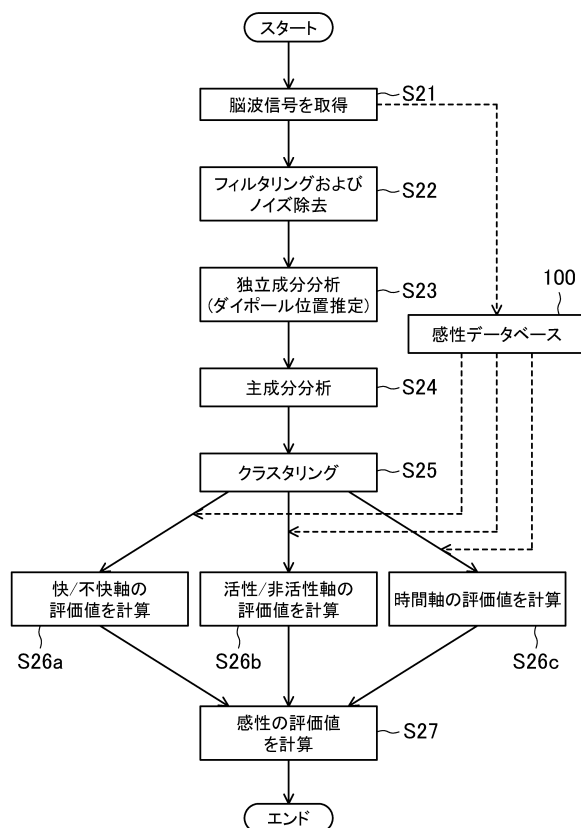 スタート
脳波信号を取得
S21
フィルタリングおよび
ノイズ除去
S22
独立成分分析
(ダイポール位置推定)
S23
100
感性データベース
主成分分析
S24
クラスタリング
S25
快/不快軸の
評価値を計算
S26a
活性/非活性軸の
評価値を計算
S26b
時間軸の評価値を計算
S26c
感性の評価値
を計算
S27
エンド